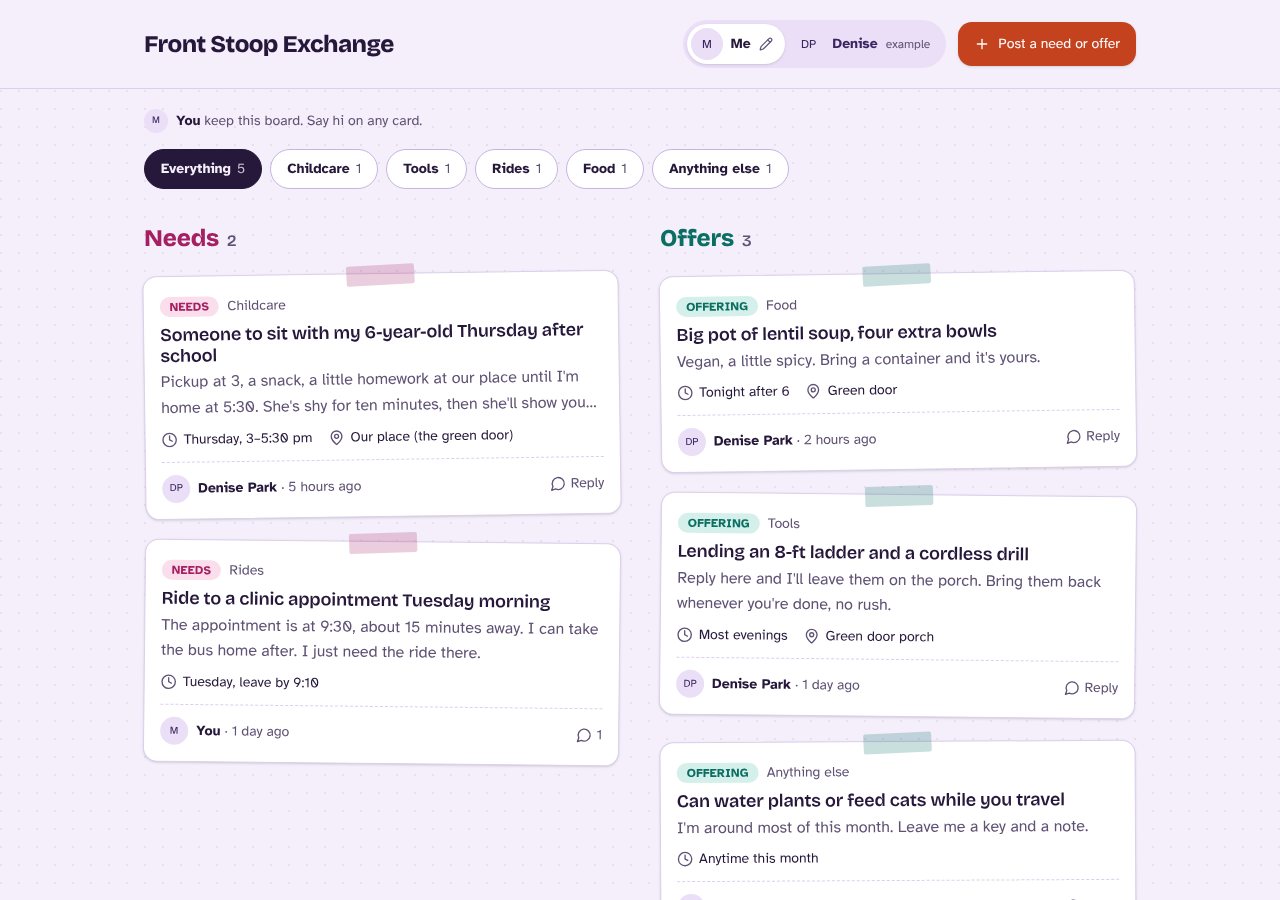 Front Stoop Exchange
M Me DP Denise example
Post a need or offer
M You keep this board. Say hi on any card.
Everything 5 Childcare 1 Tools 1 Rides 1 Food 1 Anything else 1
Needs 2
NEEDS Childcare
Someone to sit with my 6-year-old Thursday after
school
Pickup at 3, a snack, a little homework at our place until I'm
home at 5:30. She's shy for ten minutes, then she'll show you...
Thursday, 3–5:30 pm Our place (the green door)
DP Denise Park · 5 hours ago Reply
NEEDS Rides
Ride to a clinic appointment Tuesday morning
The appointment is at 9:30, about 15 minutes away. I can take
the bus home after. I just need the ride there.
Tuesday, leave by 9:10
M You · 1 day ago 1
Offers 3
OFFERING Food
Big pot of lentil soup, four extra bowls
Vegan, a little spicy. Bring a container and it's yours.
Tonight after 6 Green door
DP Denise Park · 2 hours ago Reply
OFFERING Tools
Lending an 8-ft ladder and a cordless drill
Reply here and I'll leave them on the porch. Bring them back
whenever you're done, no rush.
Most evenings Green door porch
DP Denise Park · 1 day ago Reply
OFFERING Anything else
Can water plants or feed cats while you travel
I'm around most of this month. Leave me a key and a note.
Anytime this month